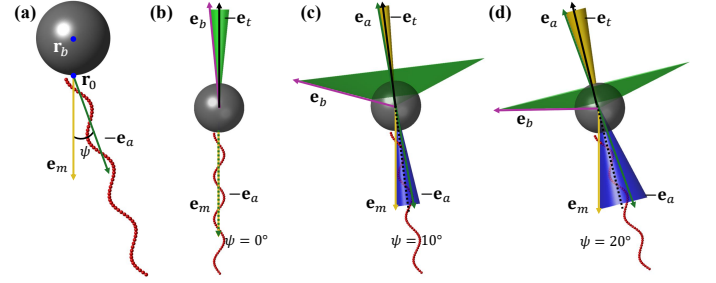 (a)
r_b
r_0
ψ
−e_a
e_m
(b)
e_b
−e_t
−e_a
e_m
ψ = 0°
(c)
e_a
−e_t
e_b
e_m
−e_a
ψ = 10°
(d)
e_a
−e_t
e_b
e_m
−e_a
ψ = 20°